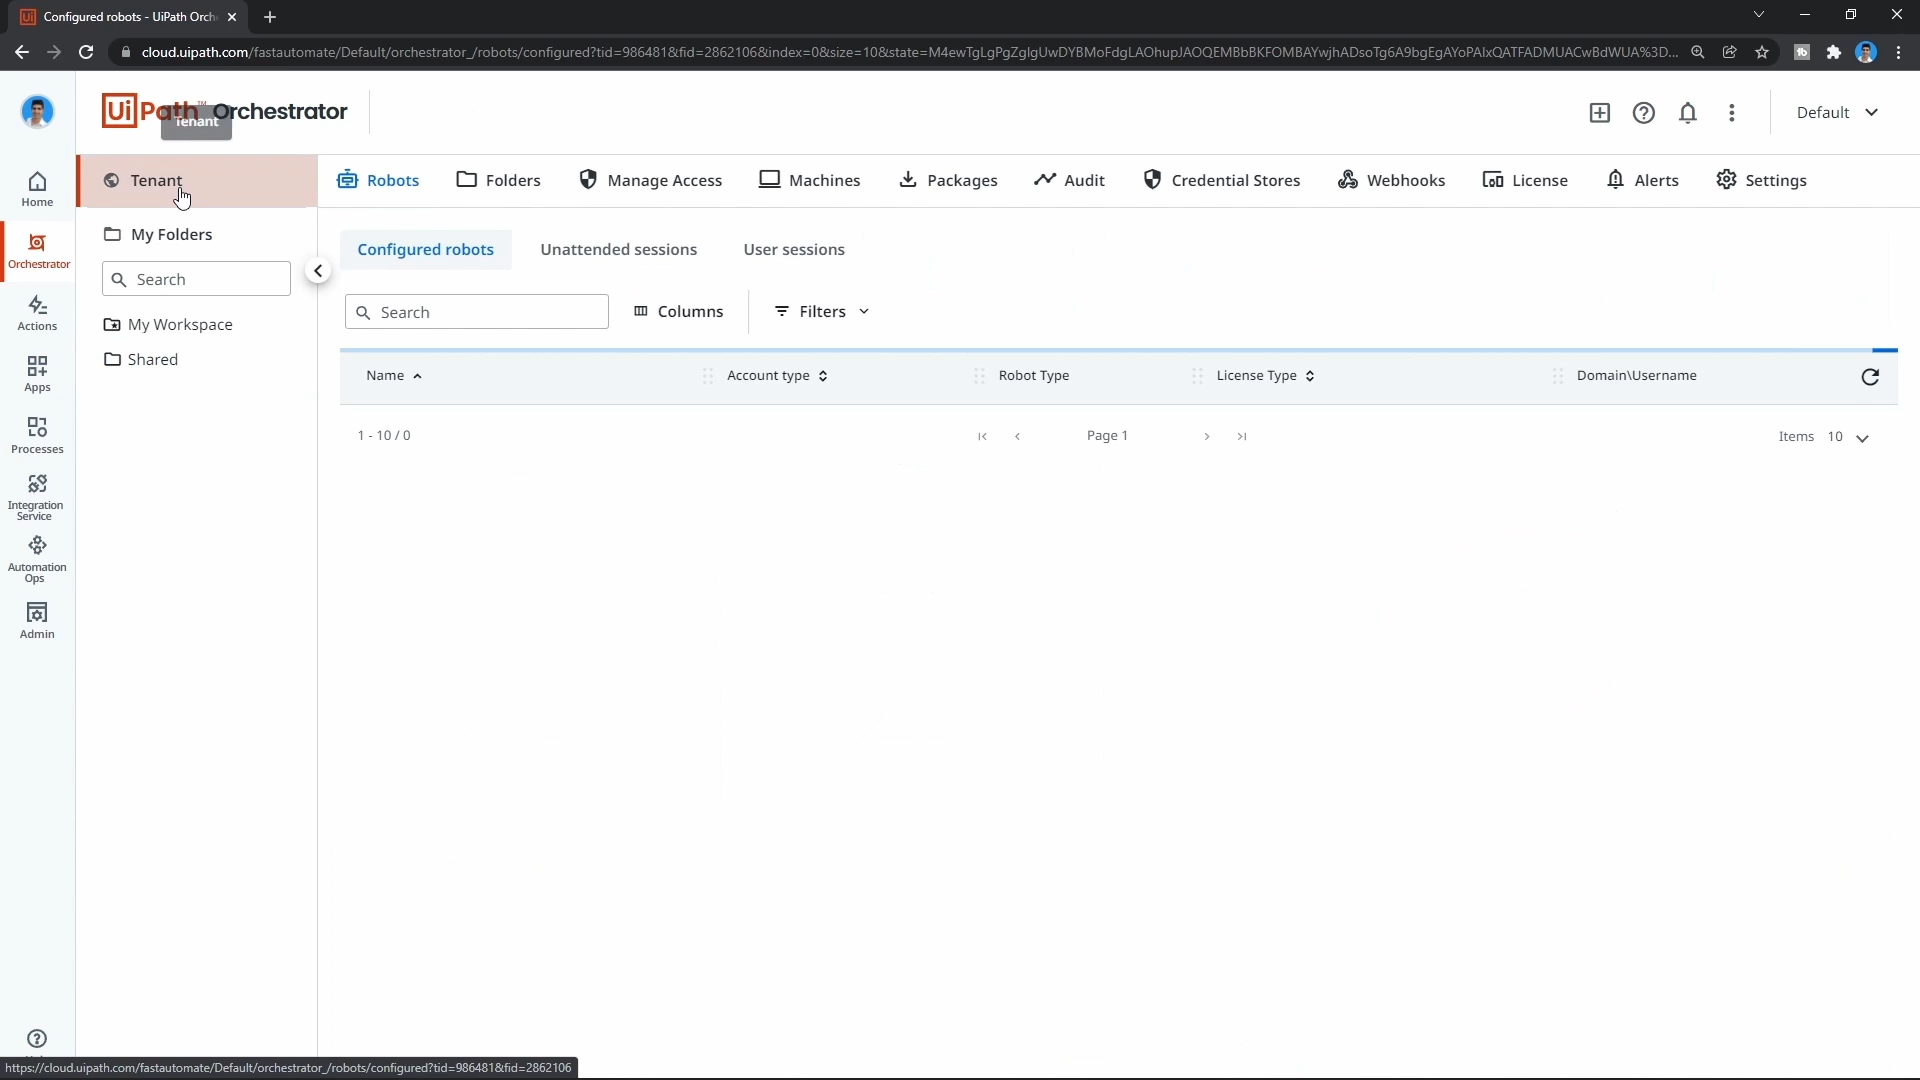 Configured robots - UiPath Orch
cloud.uipath.com/fastautomate/Default/orchestrator_/robots/configured?tid=986481&fid=2862106&index=0&size=10&state=
UiPath™ Orchestrator
Tenant
Default
Home
Orchestrator
Actions
Apps
Processes
Integration
Service
Automation
Ops
Admin
Tenant
My Folders
Search
My Workspace
Shared
Robots Folders Manage Access Machines Packages Audit Credential Stores Webhooks License Alerts Settings
Configured robots Unattended sessions User sessions
Search Columns Filters
Name Account type Robot Type License Type Domain\Username
1 - 10 / 0 Page 1 Items 10
https://cloud.uipath.com/fastautomate/Default/orchestrator_/robots/configured?tid=986481&fid=2862106